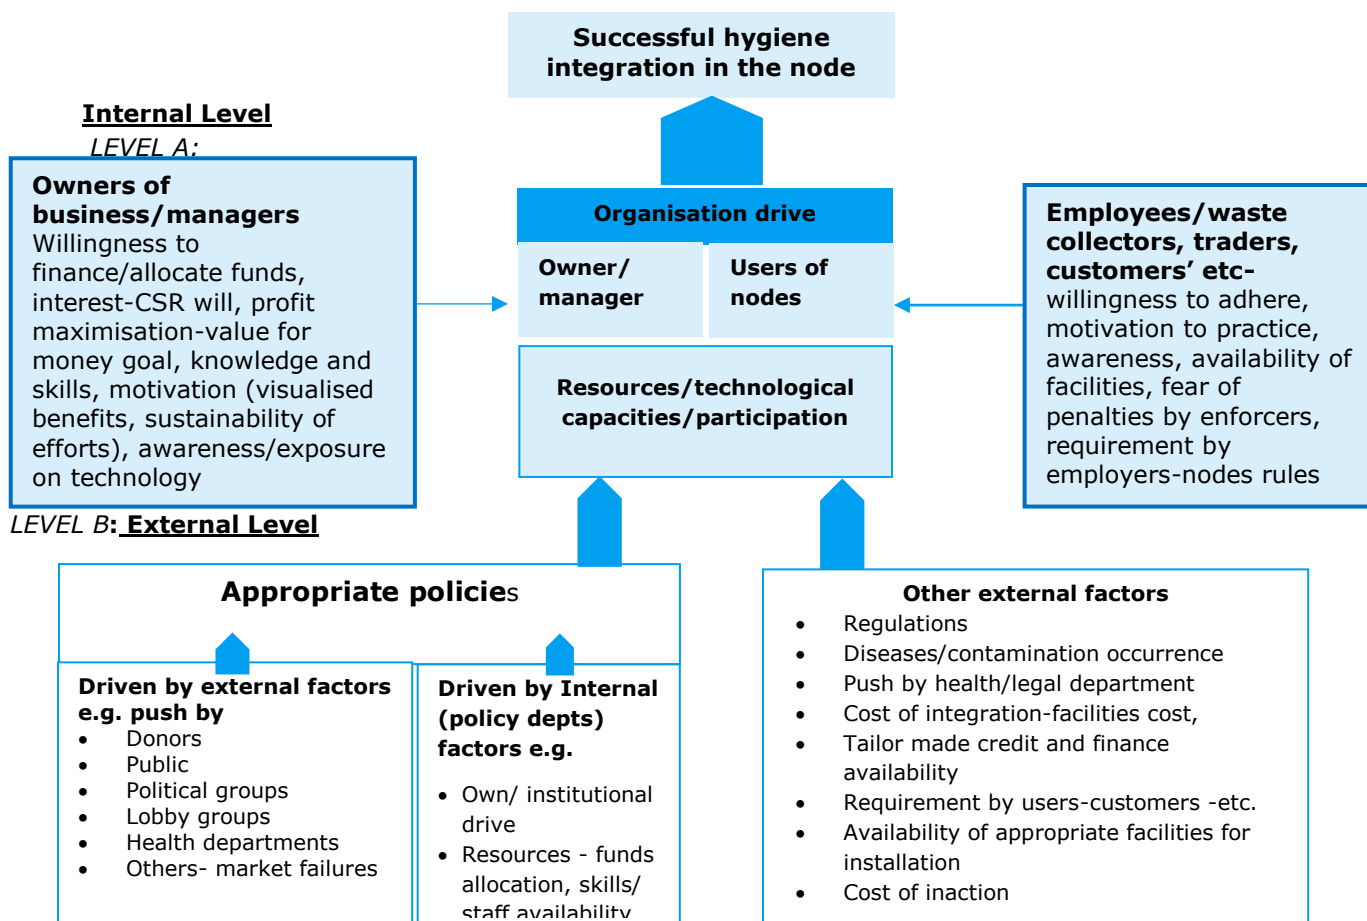 Successful hygiene
integration in the node
Internal Level
LEVEL A:
Owners of
business/managers
Willingness to
finance/allocate funds,
interest-CSR will, profit
maximisation-value for
money goal, knowledge and
skills, motivation (visualised
benefits, sustainability of
efforts), awareness/exposure
on technology
Organisation drive
Owner/
manager
Users of
nodes
Resources/technological
capacities/participation
Employees/waste
collectors, traders,
customers’ etc-
willingness to adhere,
motivation to practice,
awareness, availability of
facilities, fear of
penalties by enforcers,
requirement by
employers-nodes rules
LEVEL B: External Level
Appropriate policies
Driven by external factors
e.g. push by
• Donors
• Public
• Political groups
• Lobby groups
• Health departments
• Others- market failures
Driven by Internal
(policy depts)
factors e.g.
• Own/ institutional
drive
• Resources - funds
allocation, skills/
staff availability
Other external factors
• Regulations
• Diseases/contamination occurrence
• Push by health/legal department
• Cost of integration-facilities cost,
• Tailor made credit and finance
availability
• Requirement by users-customers -etc.
• Availability of appropriate facilities for
installation
• Cost of inaction